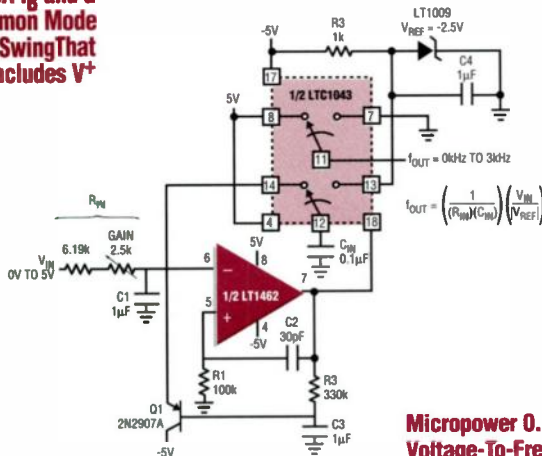 mon Mode
SwingThat
ncludes V+
LT1009
VREF = -2.5V
R3
1k
-5V
C4
1µF
17
1/2 LTC1043
5V
8
7
11
fOUT = 0kHz TO 3kHz
14
13
fOUT = (1/(RIN)(CIN)) (VIN/|VREF|)
4
12
18
RIN
CIN
0.1µF
6.19k
GAIN
2.5k
VIN
0V TO 5V
6
5V
8
7
1/2 LT1462
C1
1µF
5
4
-5V
C2
30pF
R1
100k
R3
330k
Q1
2N2907A
C3
1µF
-5V
Micropower 0.
Voltage-To-Fre